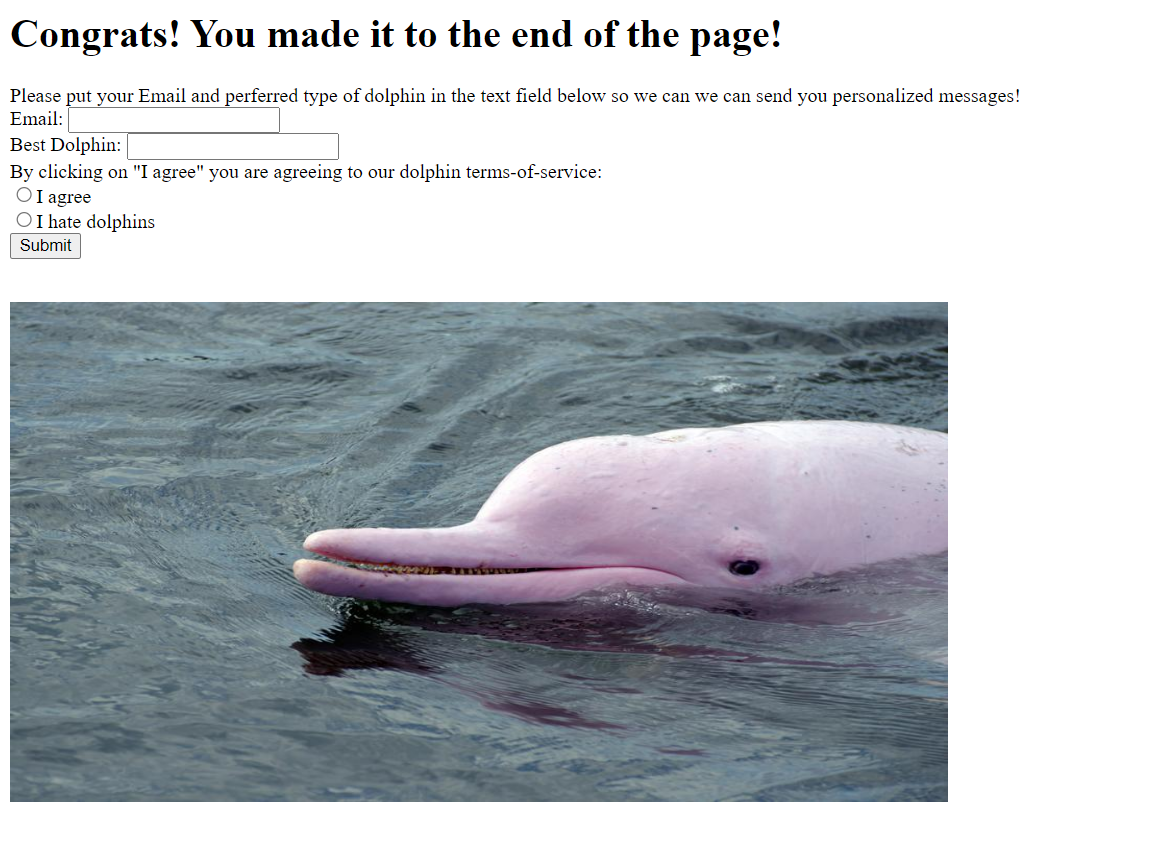 Congrats! You made it to the end of the page!
Please put your Email and perferred type of dolphin in the text field below so we can we can send you personalized messages!
Email:
Best Dolphin:
By clicking on "I agree" you are agreeing to our dolphin terms-of-service:
I agree
I hate dolphins
Submit